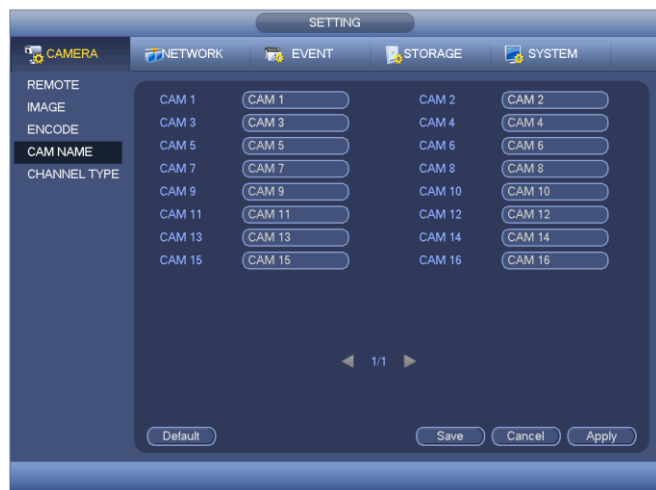 SETTING
CAMERA NETWORK EVENT STORAGE SYSTEM
REMOTE
IMAGE
ENCODE
CAM NAME
CHANNEL TYPE
CAM 1 CAM 1 CAM 2 CAM 2
CAM 3 CAM 3 CAM 4 CAM 4
CAM 5 CAM 5 CAM 6 CAM 6
CAM 7 CAM 7 CAM 8 CAM 8
CAM 9 CAM 9 CAM 10 CAM 10
CAM 11 CAM 11 CAM 12 CAM 12
CAM 13 CAM 13 CAM 14 CAM 14
CAM 15 CAM 15 CAM 16 CAM 16
1/1
Default Save Cancel Apply